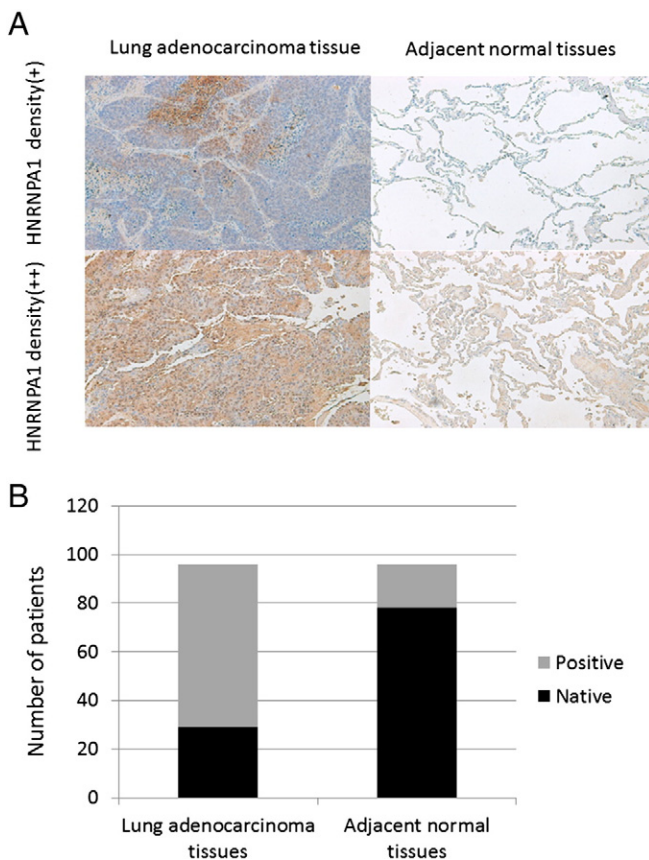 A
Lung adenocarcinoma tissue
Adjacent normal tissues
HNRNPA1 density(+)
HNRNPA1 density(++)
B
Number of patients
120
100
80
60
40
20
0
Lung adenocarcinoma
tissues
Adjacent normal
tissues
Positive
Native